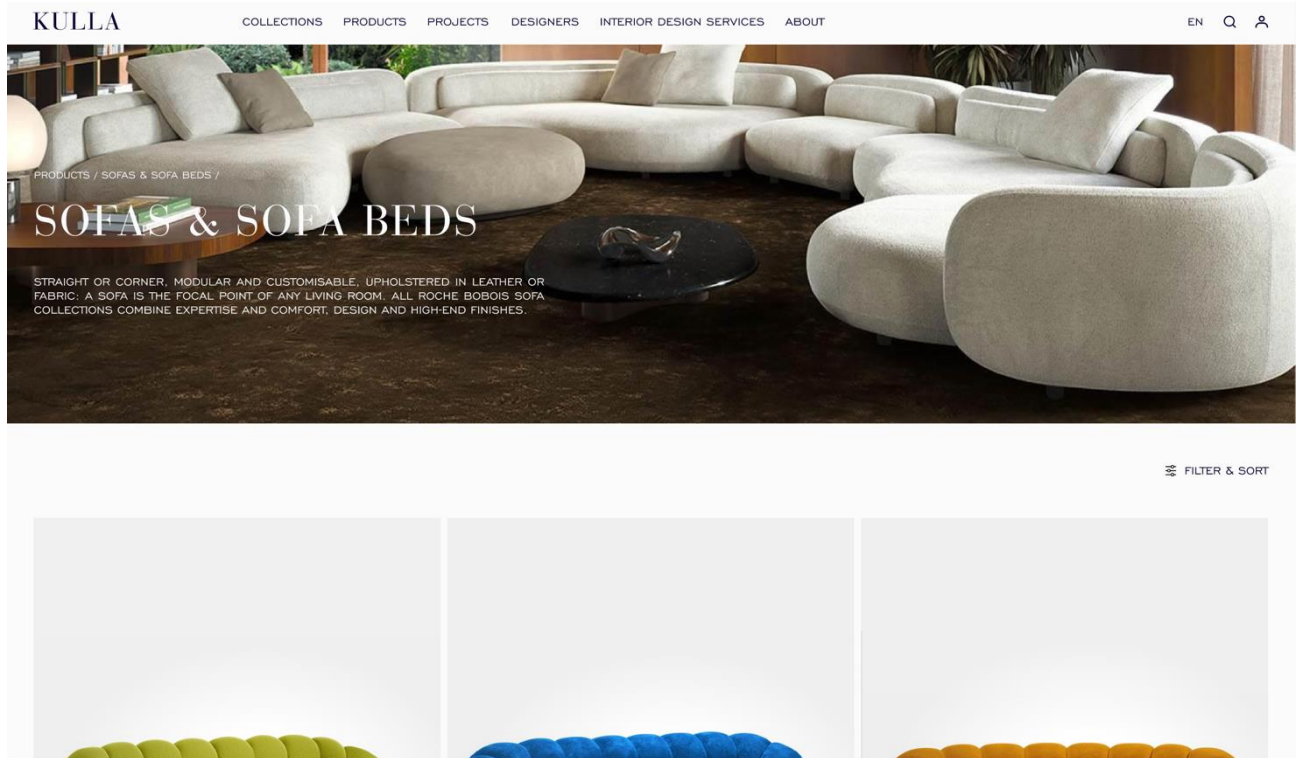 KULLA
COLLECTIONS PRODUCTS PROJECTS DESIGNERS INTERIOR DESIGN SERVICES ABOUT
EN
PRODUCTS / SOFAS & SOFA BEDS /
SOFAS & SOFA BEDS
STRAIGHT OR CORNER, MODULAR AND CUSTOMISABLE, UPHOLSTERED IN LEATHER OR
FABRIC: A SOFA IS THE FOCAL POINT OF ANY LIVING ROOM. ALL ROCHE BOBOIS SOFA
COLLECTIONS COMBINE EXPERTISE AND COMFORT, DESIGN AND HIGH-END FINISHES.
FILTER & SORT